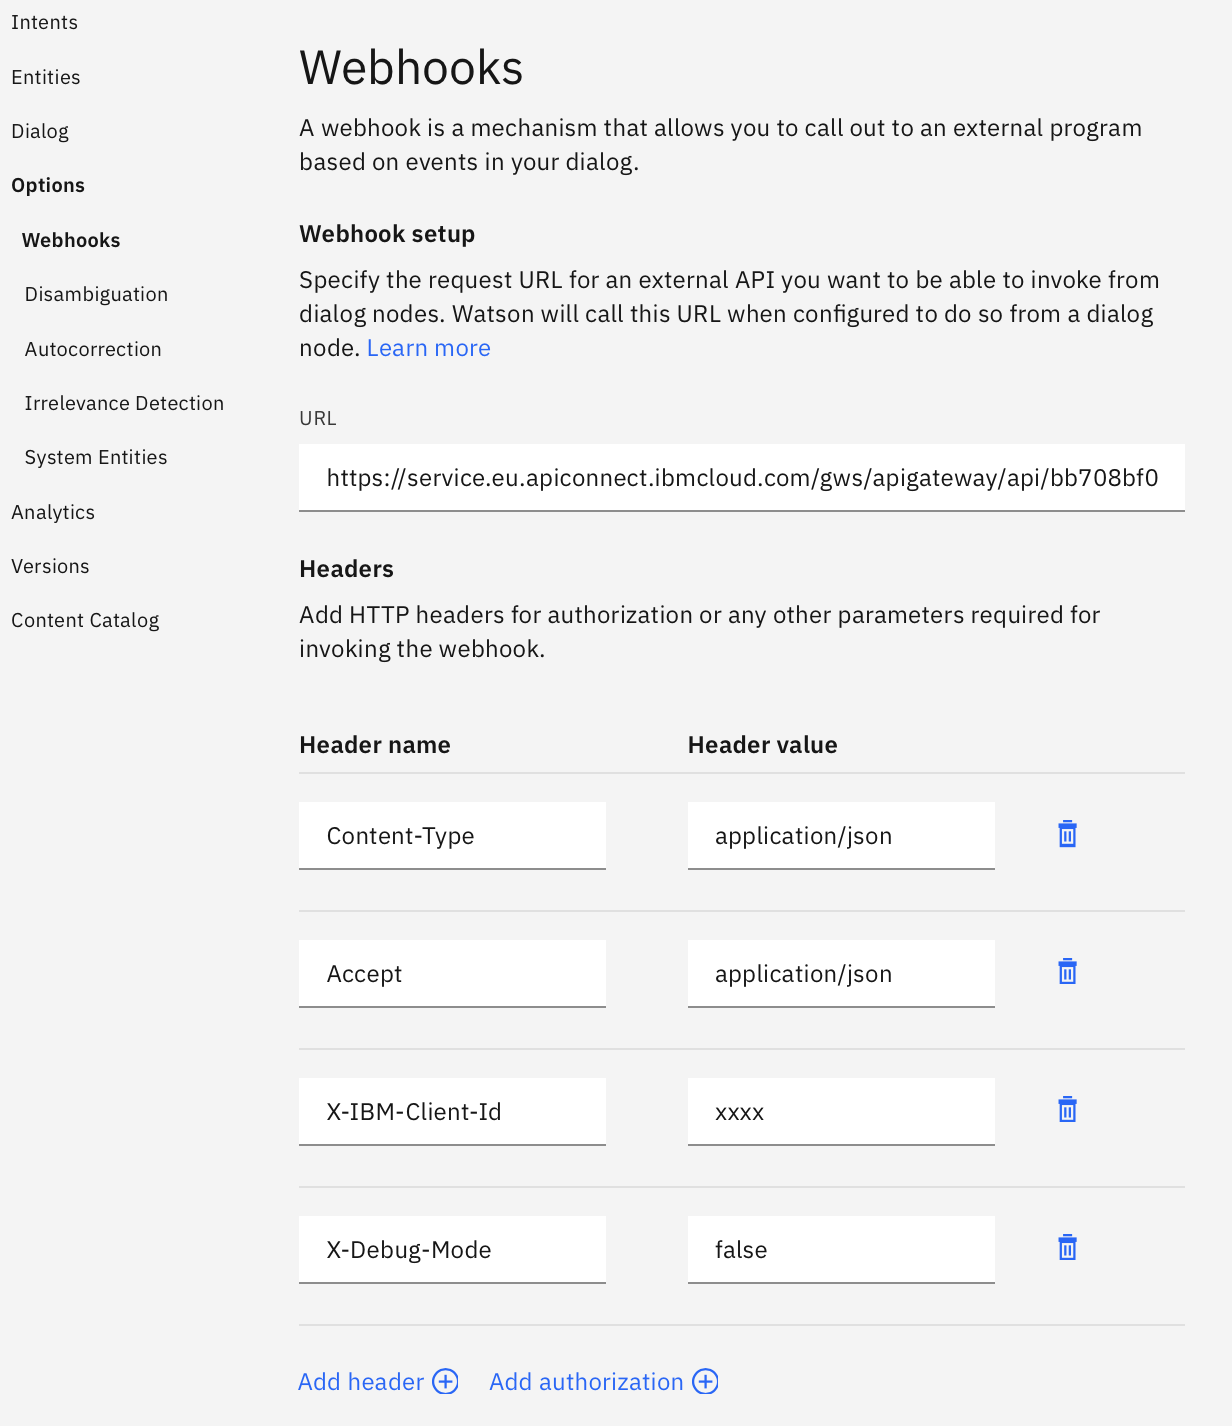 Intents
Entities
Dialog
Options
Webhooks
Disambiguation
Autocorrection
Irrelevance Detection
System Entities
Analytics
Versions
Content Catalog
Webhooks
A webhook is a mechanism that allows you to call out to an external program
based on events in your dialog.
Webhook setup
Specify the request URL for an external API you want to be able to invoke from
dialog nodes. Watson will call this URL when configured to do so from a dialog
node. Learn more
URL
https://service.eu.apiconnect.ibmcloud.com/gws/apigateway/api/bb708bf0
Headers
Add HTTP headers for authorization or any other parameters required for
invoking the webhook.
Header name Header value
Content-Type application/json
Accept application/json
X-IBM-Client-Id xxxx
X-Debug-Mode false
Add header Add authorization